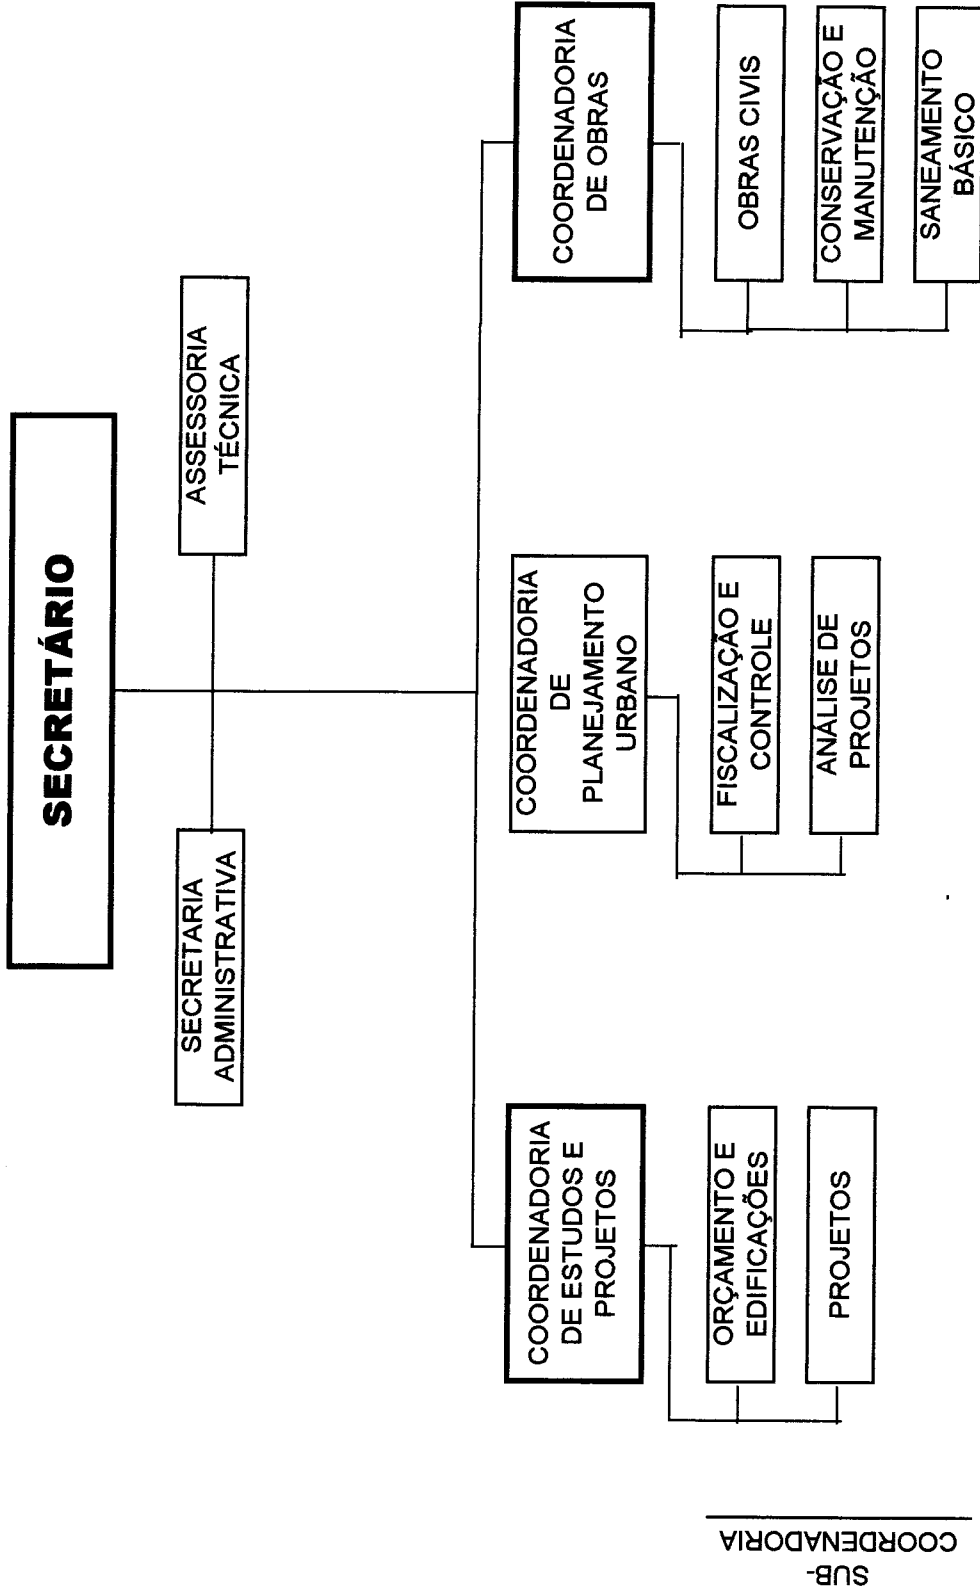 SECRETÁRIO
SECRETARIA
ADMINISTRATIVA
ASSESSORIA
TÉCNICA
COORDENADORIA
DE ESTUDOS E
PROJETOS
COORDENADORIA
DE
PLANEJAMENTO
URBANO
COORDENADORIA
DE OBRAS
SUB-
COORDENADORIA
ORÇAMENTO E
EDIFICAÇÕES
PROJETOS
FISCALIZAÇÃO E
CONTROLE
ANÁLISE DE
PROJETOS
OBRAS CIVIS
CONSERVAÇÃO E
MANUTENÇÃO
SANEAMENTO
BÁSICO